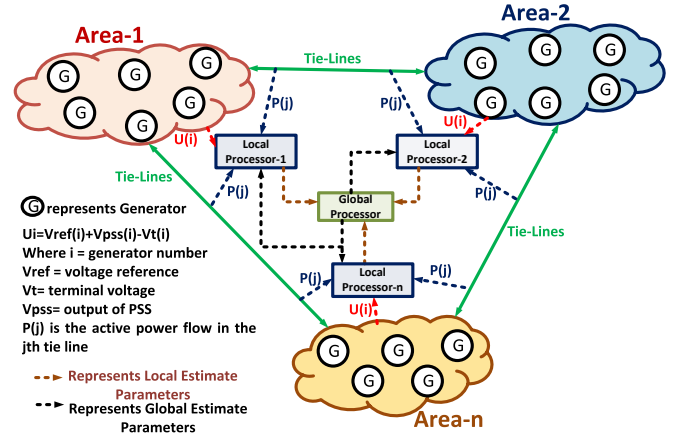 Area-1
Area-2
Tie-Lines
G
G
G
G
G
G
G
G
G
G
G
G
P(j)
P(j)
U(i)
U(i)
Local
Processor-1
Local
Processor-2
Tie-Lines
P(j)
P(j)
Global
Processor
G represents Generator
Tie-Lines
Ui=Vref(i)+Vpss(i)-Vt(i)
Where i = generator number
Vref = voltage reference
Vt= terminal voltage
Vpss= output of PSS
P(j) is the active power flow in the
jth tie line
Local
Processor-n
P(j)
P(j)
U(i)
G
G
G
G
G
Represents Local Estimate
Parameters
Represents Global Estimate
Parameters
Area-n